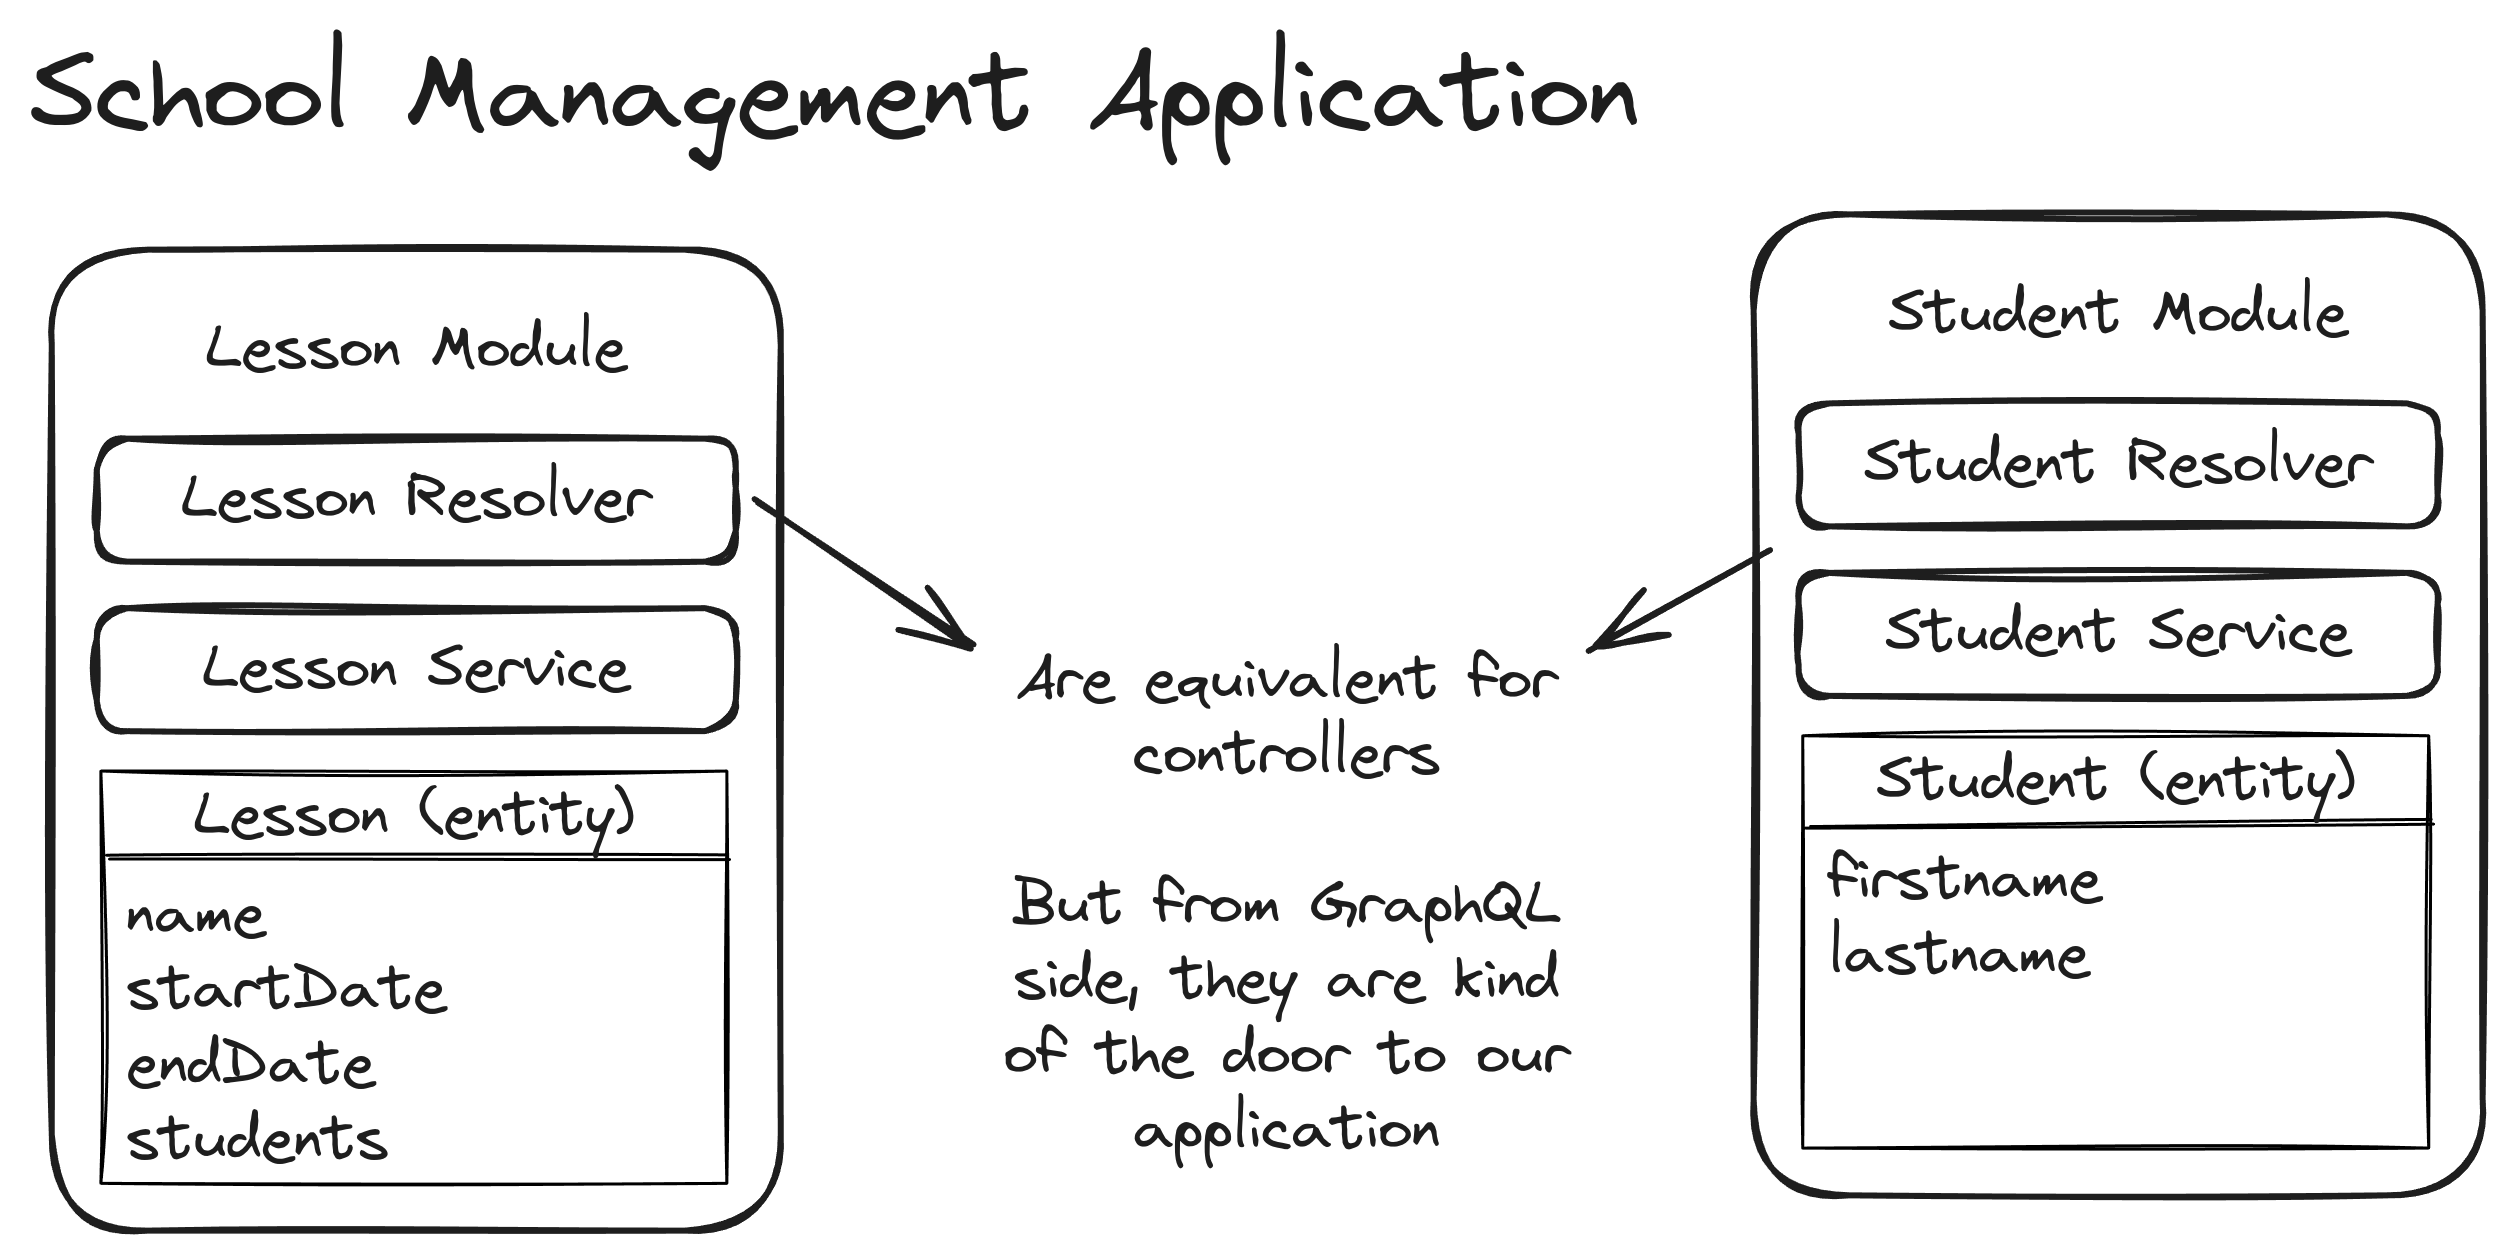 School Management Application
Lesson Module
Lesson Resolver
Lesson Service
Lesson (entity)
name
startDate
endDate
students
Are equivalent for
controllers
But from GraphQL
side, they are kind
of the door to our
application
Student Module
Student Resolver
Student Service
Student (entity)
firstname
lastname